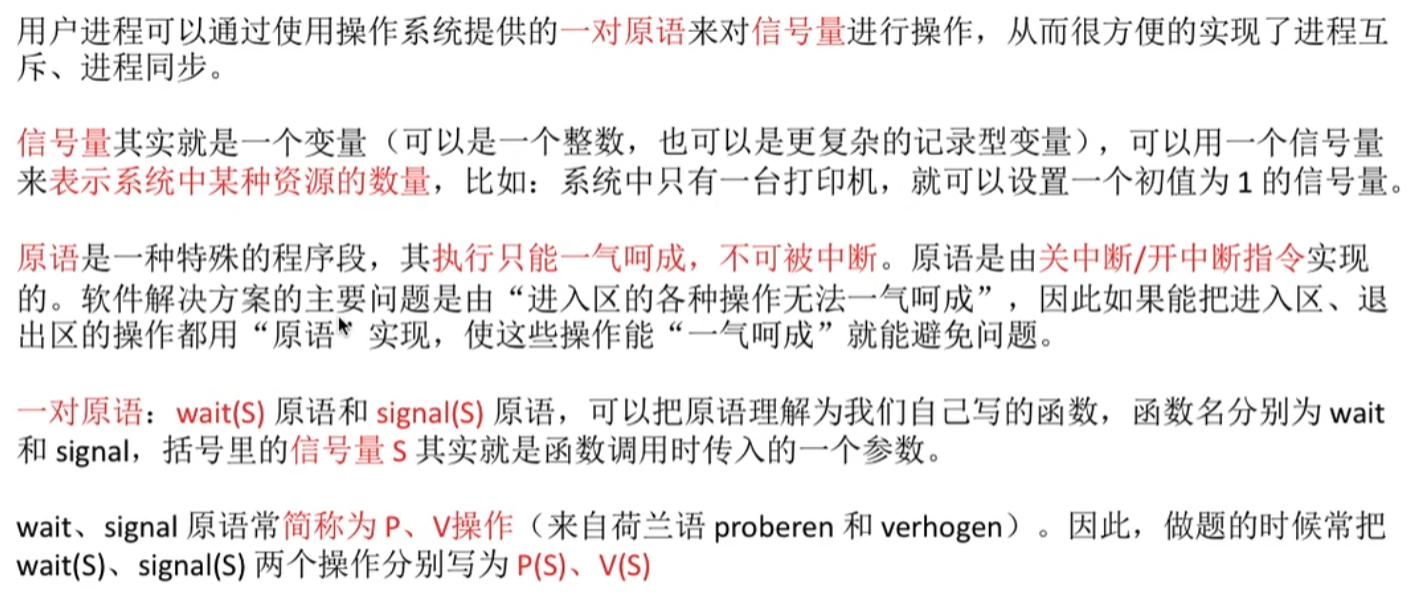 用户进程可以通过使用操作系统提供的一对原语来对信号量进行操作，从而很方便的实现了进程互
斥、进程同步。
信号量其实就是一个变量（可以是一个整数，也可以是更复杂的记录型变量），可以用一个信号量
来表示系统中某种资源的数量，比如：系统中只有一台打印机，就可以设置一个初值为 1 的信号量。
原语是一种特殊的程序段，其执行只能一气呵成，不可被中断。原语是由关中断/开中断指令实现
的。软件解决方案的主要问题是由“进入区的各种操作无法一气呵成”，因此如果能把进入区、退
出区的操作都用“原语”实现，使这些操作能“一气呵成”就能避免问题。
一对原语：wait(S) 原语和 signal(S) 原语，可以把原语理解为我们自己写的函数，函数名分别为 wait
和 signal，括号里的信号量 S 其实就是函数调用时传入的一个参数。
wait、signal 原语常简称为 P、V操作（来自荷兰语 proberen 和 verhogen）。因此，做题的时候常把
wait(S)、signal(S) 两个操作分别写为 P(S)、V(S)